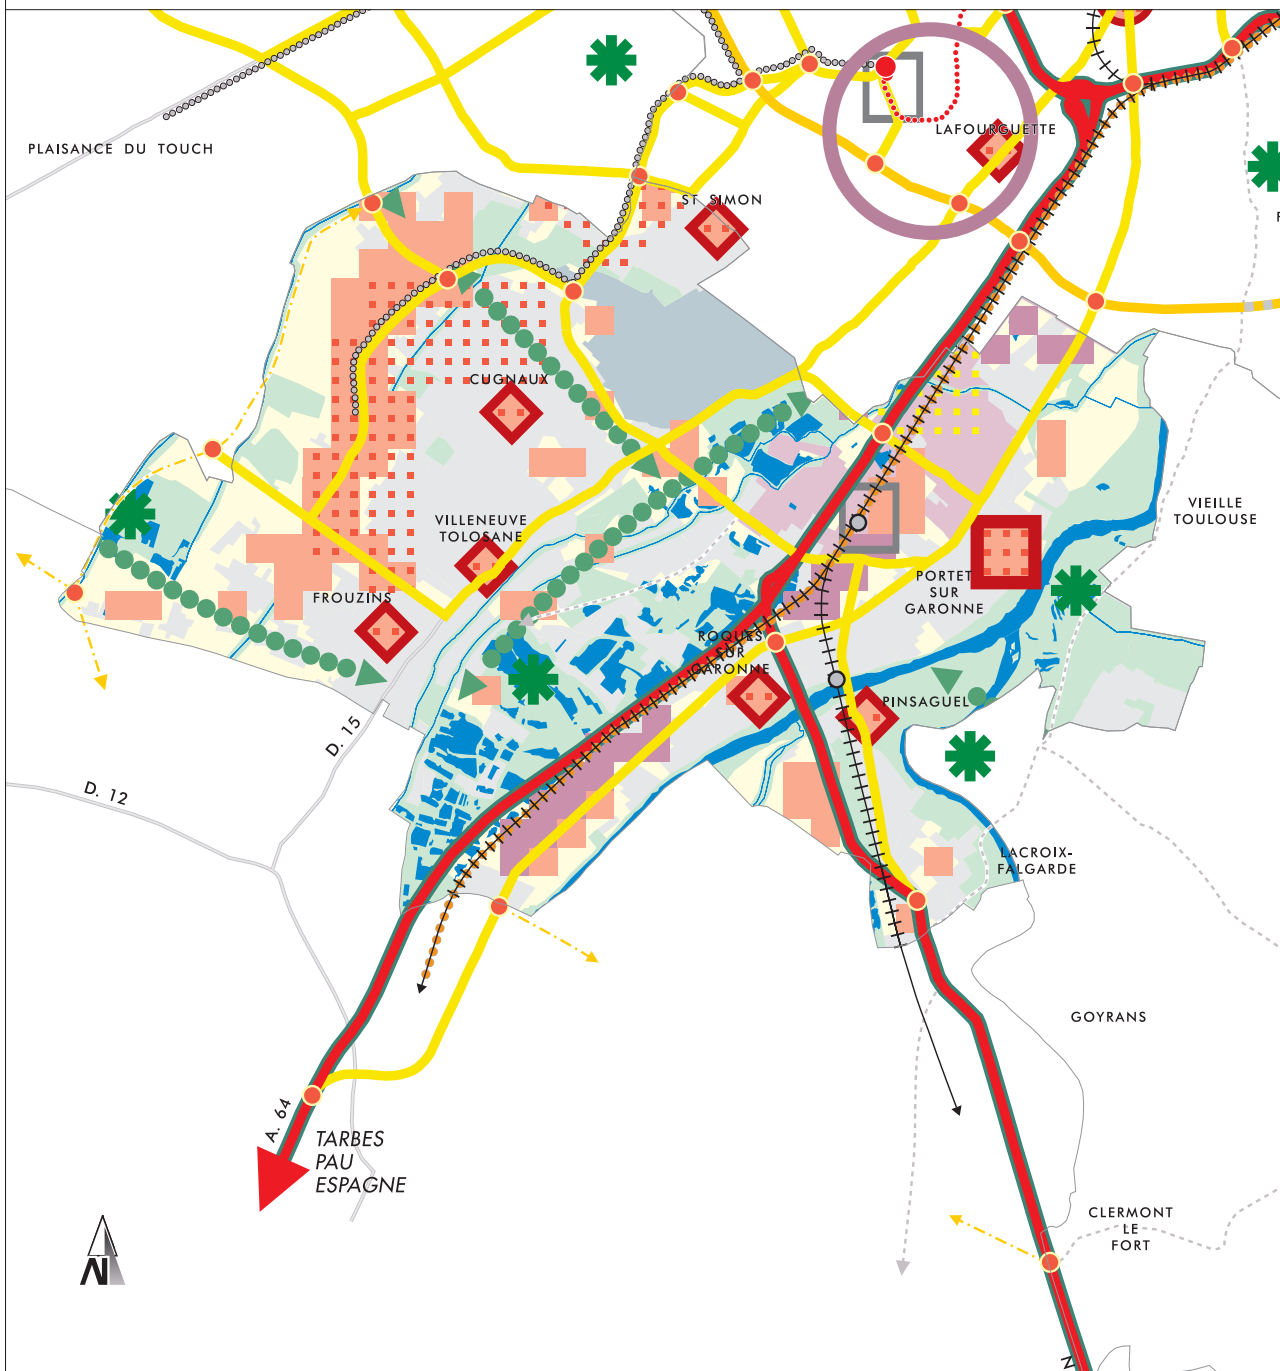 LAFOURGUETTE
PLAISANCE DU TOUCH
ST SIMON
CUGNAUX
VILLENEUVE
TOLOSANE
VIEILLE
TOULOUSE
FROUZINS
PORTET
SUR
GARONNE
ROQUES
SUR
GARONNE
PINSAGUEL
D. 15
D. 12
LACROIX-
FALGARDE
GOYRANS
A. 64
TARBES
PAU
ESPAGNE
CLERMONT
LE
FORT
N